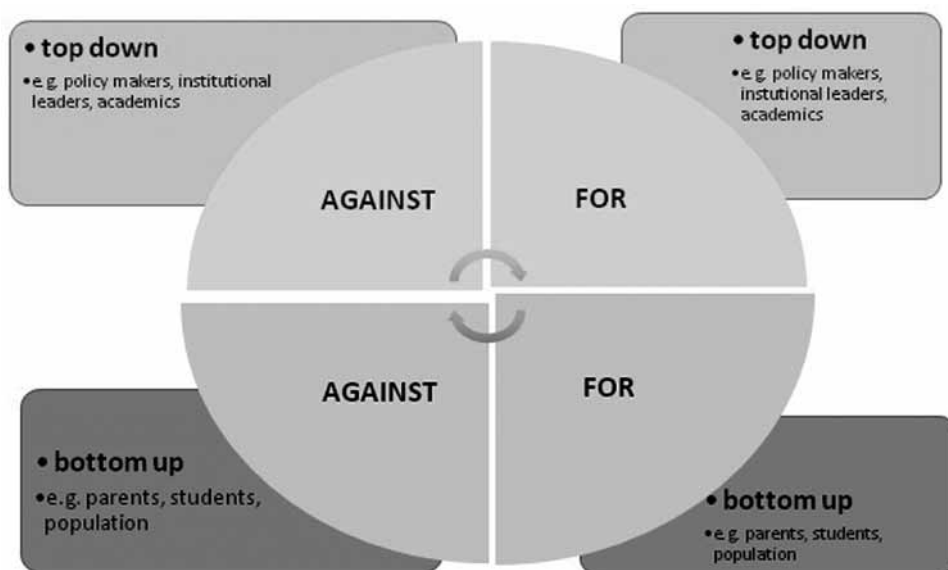 • top down
•e.g. policy makers, institutional
leaders, academics
• top down
•e.g. policy makers,
instutional leaders,
academics
AGAINST
FOR
AGAINST
FOR
• bottom up
•e.g. parents, students,
population
• bottom up
•e.g. parents, students,
population